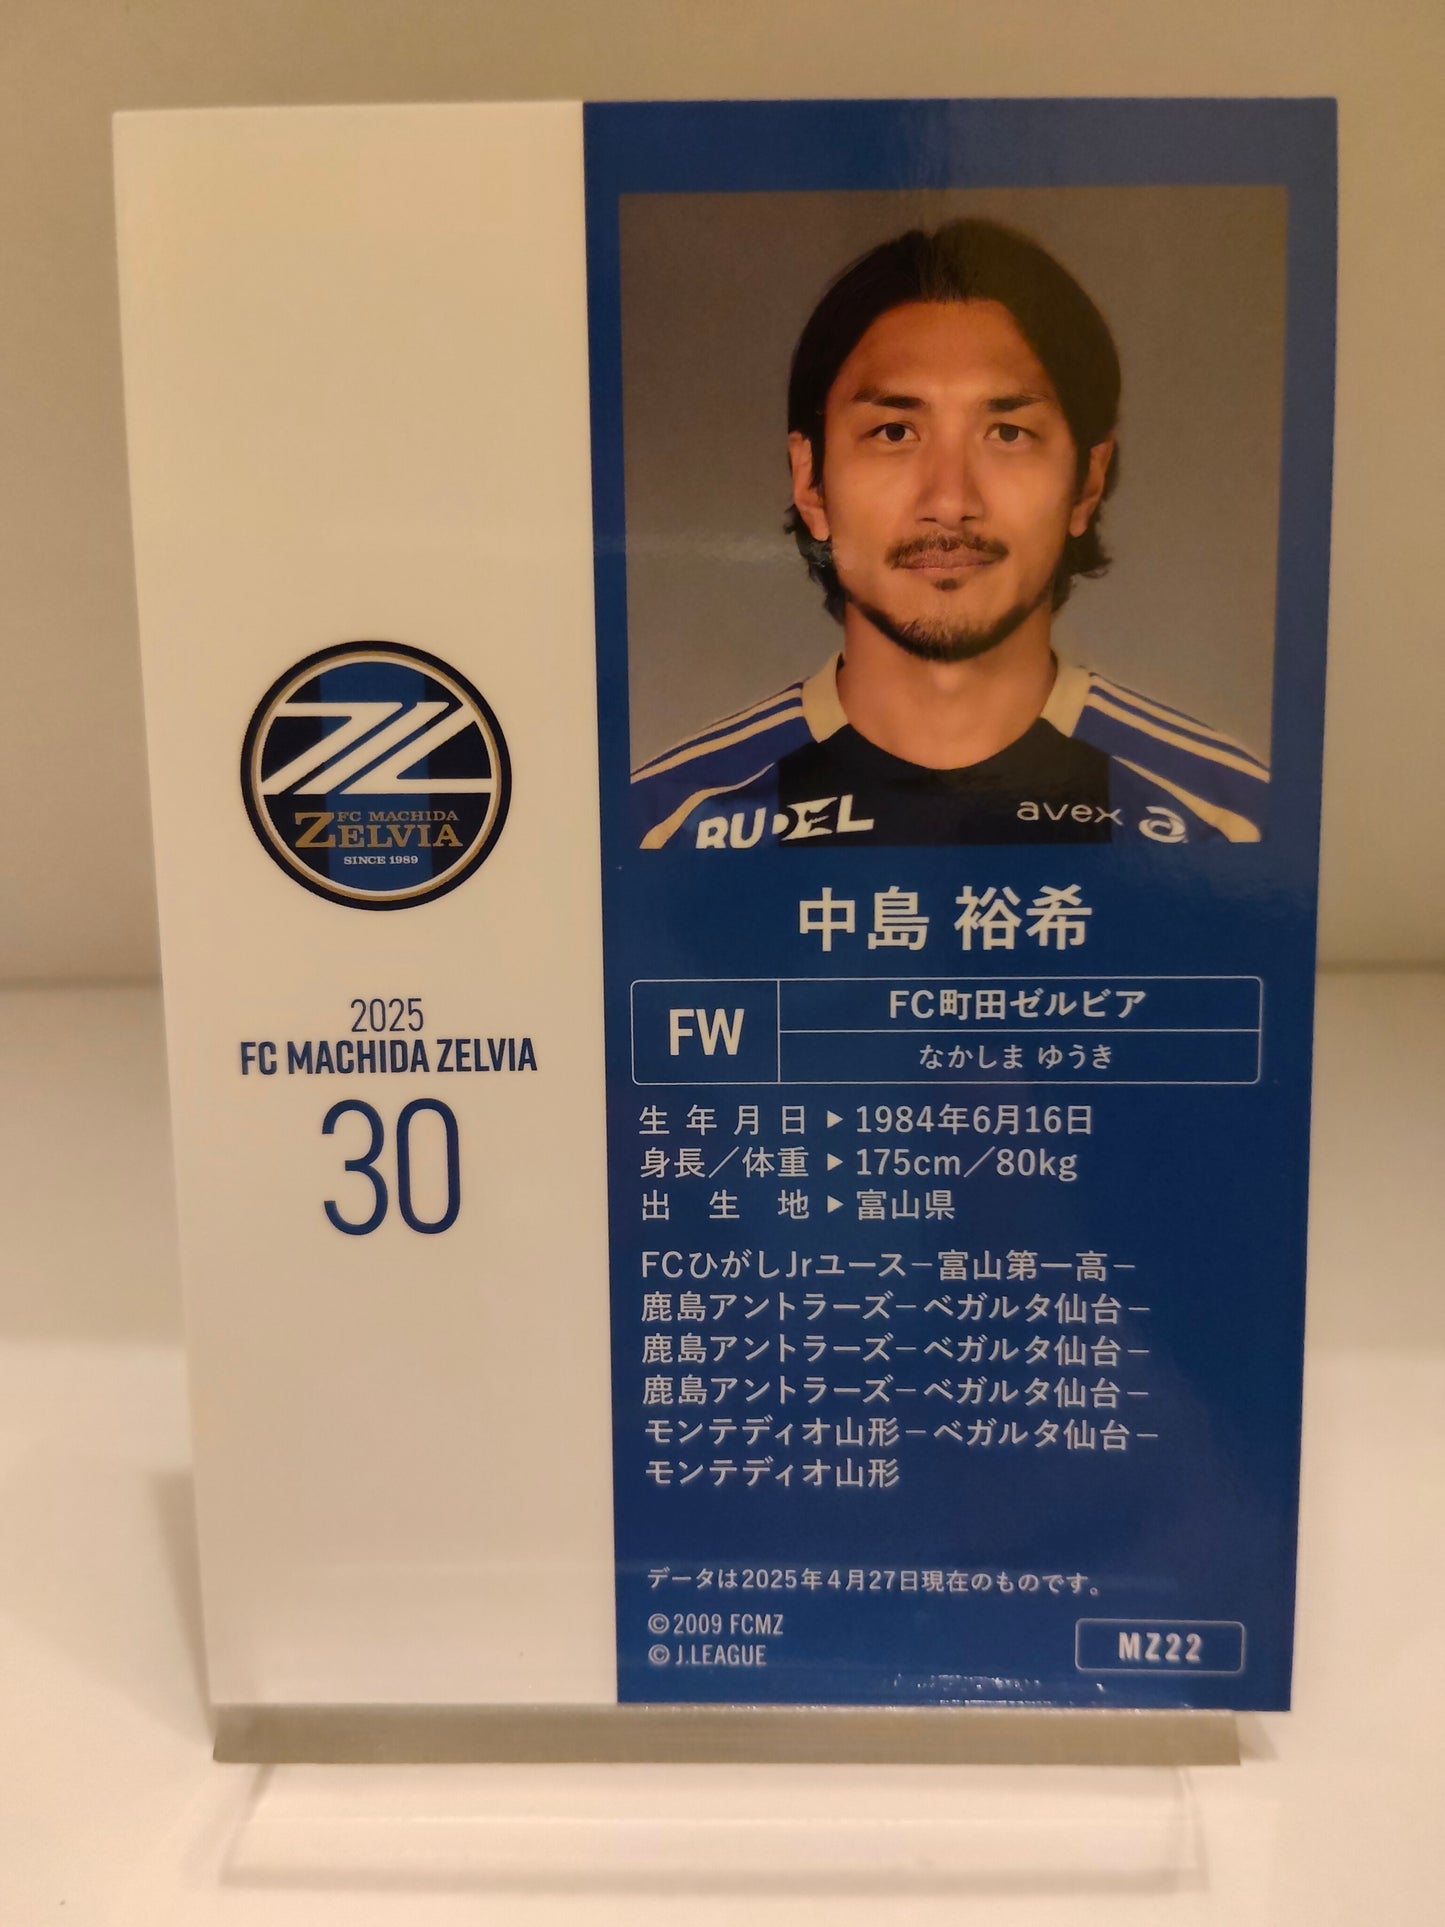 FC MACHIDA
ZELVIA
SINCE 1989
2025
FC MACHIDA ZELVIA
30
RUDEL
avex
中島 裕希
FW
FC町田ゼルビア
なかしま ゆうき
生年月日 ▶ 1984年6月16日
身長／体重 ▶ 175cm／80kg
出生地 ▶ 富山県
FCひがしJrユース－富山第一高－
鹿島アントラーズ－ベガルタ仙台－
鹿島アントラーズ－ベガルタ仙台－
鹿島アントラーズ－ベガルタ仙台－
モンテディオ山形－ベガルタ仙台－
モンテディオ山形
データは2025年4月27日現在のものです。
©2009 FCMZ
© J.LEAGUE
MZ22